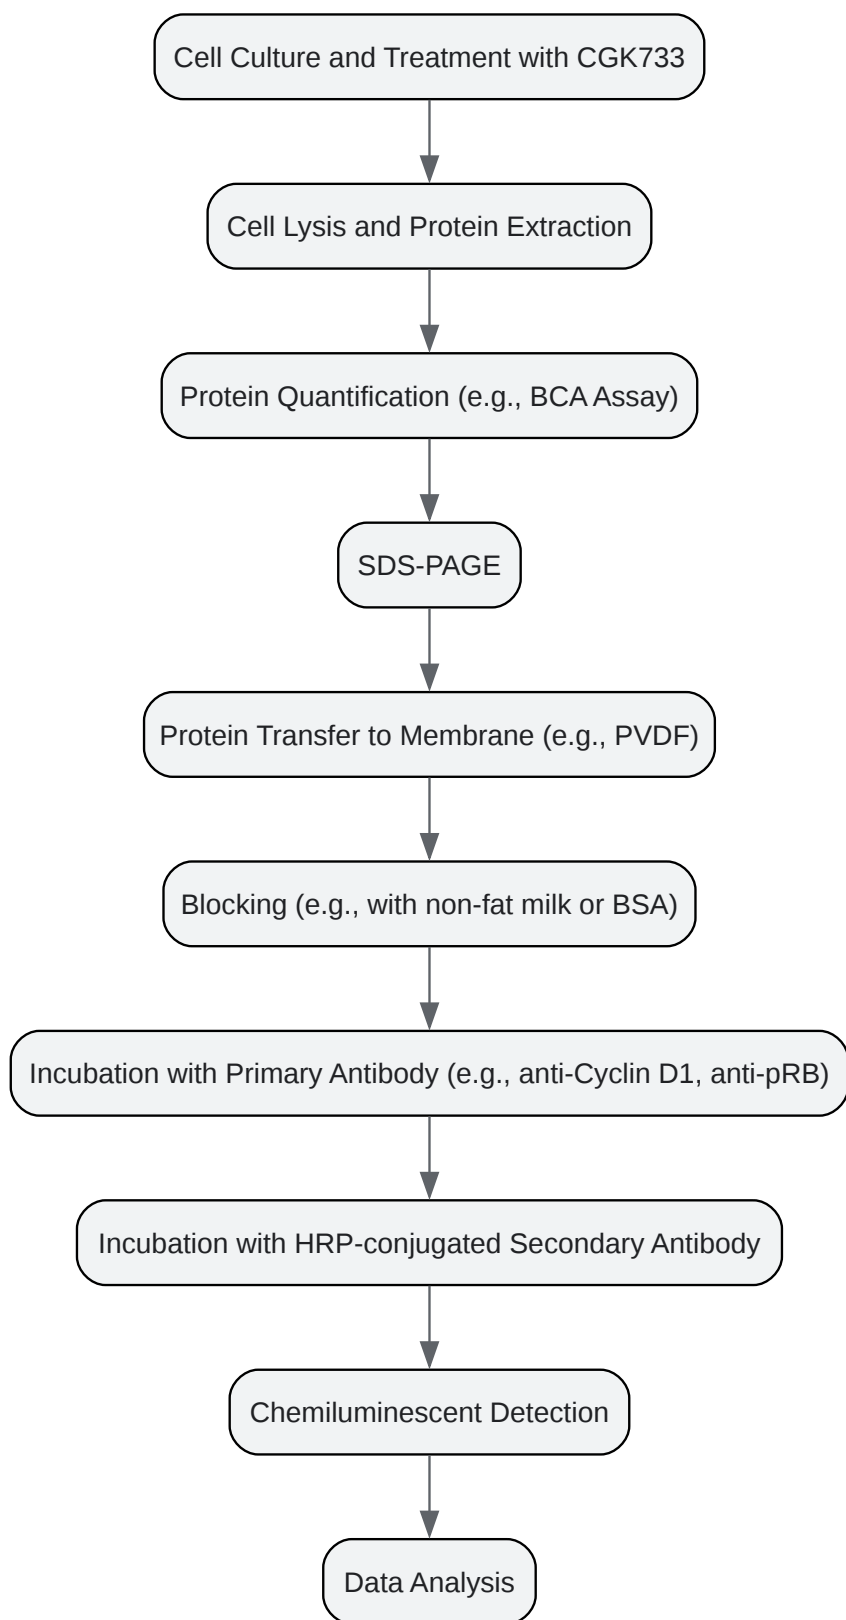 Cell Culture and Treatment with CGK733
Cell Lysis and Protein Extraction
Protein Quantification (e.g., BCA Assay)
SDS-PAGE
Protein Transfer to Membrane (e.g., PVDF)
Blocking (e.g., with non-fat milk or BSA)
Incubation with Primary Antibody (e.g., anti-Cyclin D1, anti-pRB)
Incubation with HRP-conjugated Secondary Antibody
Chemiluminescent Detection
Data Analysis